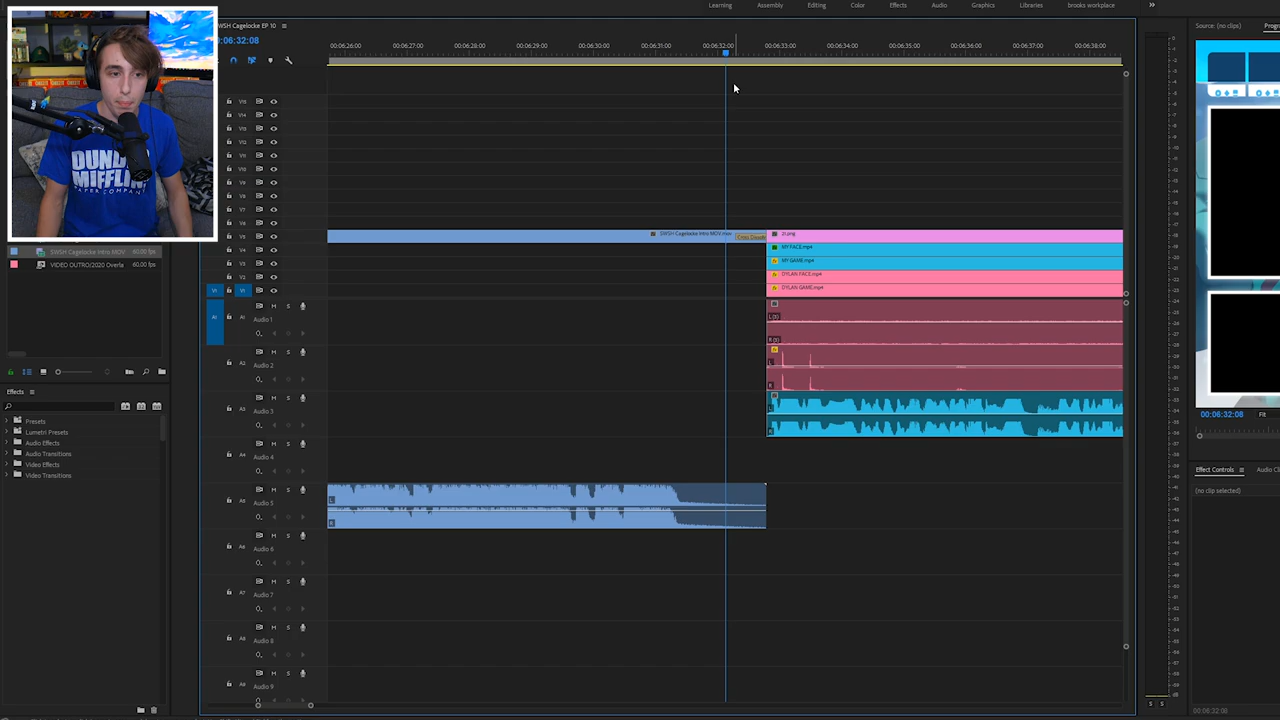 Learning Assembly Editing Color Effects Audio Graphics Libraries brooks workplace
SWSH Cagelocke EP 10
Source: (no clips)
00:06:32:08
00:06:26:00 00:06:27:00 00:06:28:00 00:06:29:00 00:06:30:00 00:06:31:00 00:06:32:00 00:06:33:00 00:06:34:00 00:06:35:00 00:06:36:00 00:06:37:00 00:06:38:00
DUNDER
MIFFLIN
PAPER COMPANY
V15
V14
V13
V12
V11
V10
V9
V8
V7
V6
V5 SWSH Cagelocke Intro MOV.mov
V4 MY FACE.mp4
V3 MY GAME.mp4
V2 DYLAN FACE.mp4
V1 V1 DYLAN GAME.mp4
SWSH Cagelocke Intro MOV 60.00 fps
VIDEO OUTRO/2020 Overla 60.00 fps
M S
A1 A1 Audio 1
M S
A2 Audio 2
M S
A3 Audio 3
M S
A4 Audio 4
M S
A5 Audio 5
M S
A6 Audio 6
M S
A7 Audio 7
M S
A8 Audio 8
M S
A9 Audio 9
Effects
Presets
Lumetri Presets
Audio Effects
Audio Transitions
Video Effects
Video Transitions
00:06:32:08 Fit
Effect Controls Audio Cl
(no clip selected)
S S
00:06:32:08